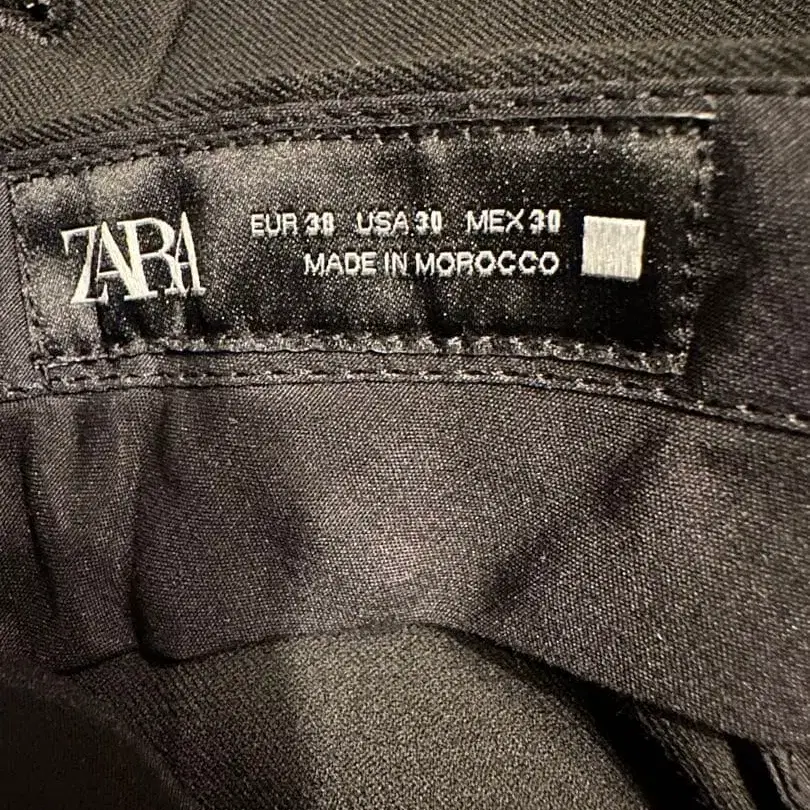 ZARA
EUR 38 USA 30 MEX 30
MADE IN MOROCCO